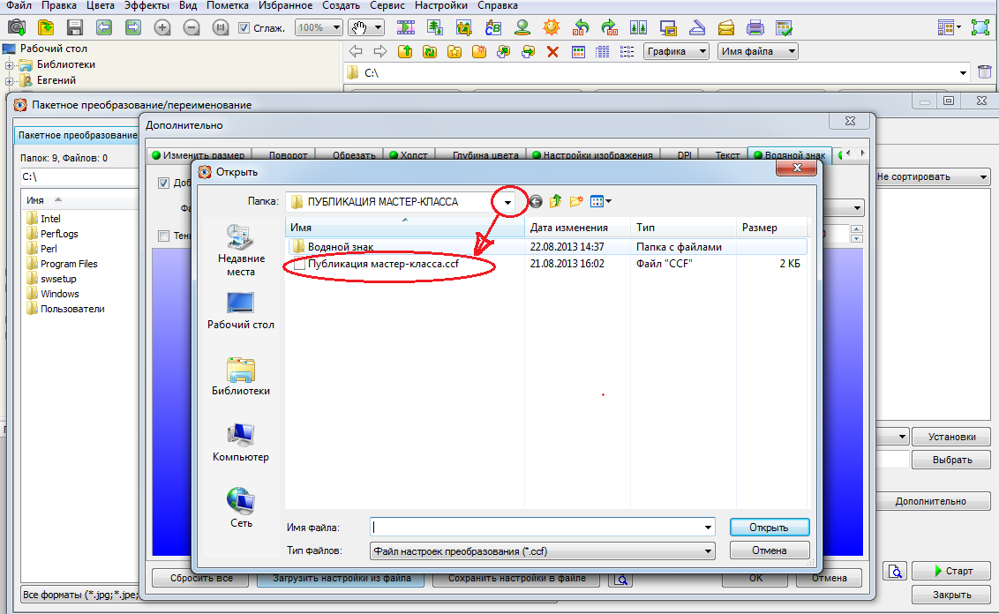 Файл Правка Цвета Эффекты Вид Пометка Избранное Создать Сервис Настройки Справка
Сглаж. 100%
Рабочий стол
Библиотеки
Евгений
Графика Имя файла
C:\
Пакетное преобразование/переименование
Пакетное преобразование
Папок: 9, Файлов: 0
C:\
Имя
Intel
PerfLogs
Perl
Program Files
swsetup
Windows
Пользователи
Все форматы (*.jpg;*.jpe;
Дополнительно
Изменить размер Поворот Обрезать Холст Глубина цвета Настройки изображения DPI Текст Водяной знак
Открыть
Папка: ПУБЛИКАЦИЯ МАСТЕР-КЛАССА
Имя Дата изменения Тип Размер
Водяной знак 22.08.2013 14:37 Папка с файлами
Публикация мастер-класса.ccf 21.08.2013 16:02 Файл "CCF" 2 КБ
Недавние места
Рабочий стол
Библиотеки
Компьютер
Сеть
Имя файла: Открыть
Тип файлов: Файл настроек преобразования (*.ccf) Отмена
Сбросить все Загрузить настройки из файла Сохранить настройки в файле OK Отмена
Не сортировать
Установки
Выбрать
Дополнительно
Старт
Закрыть